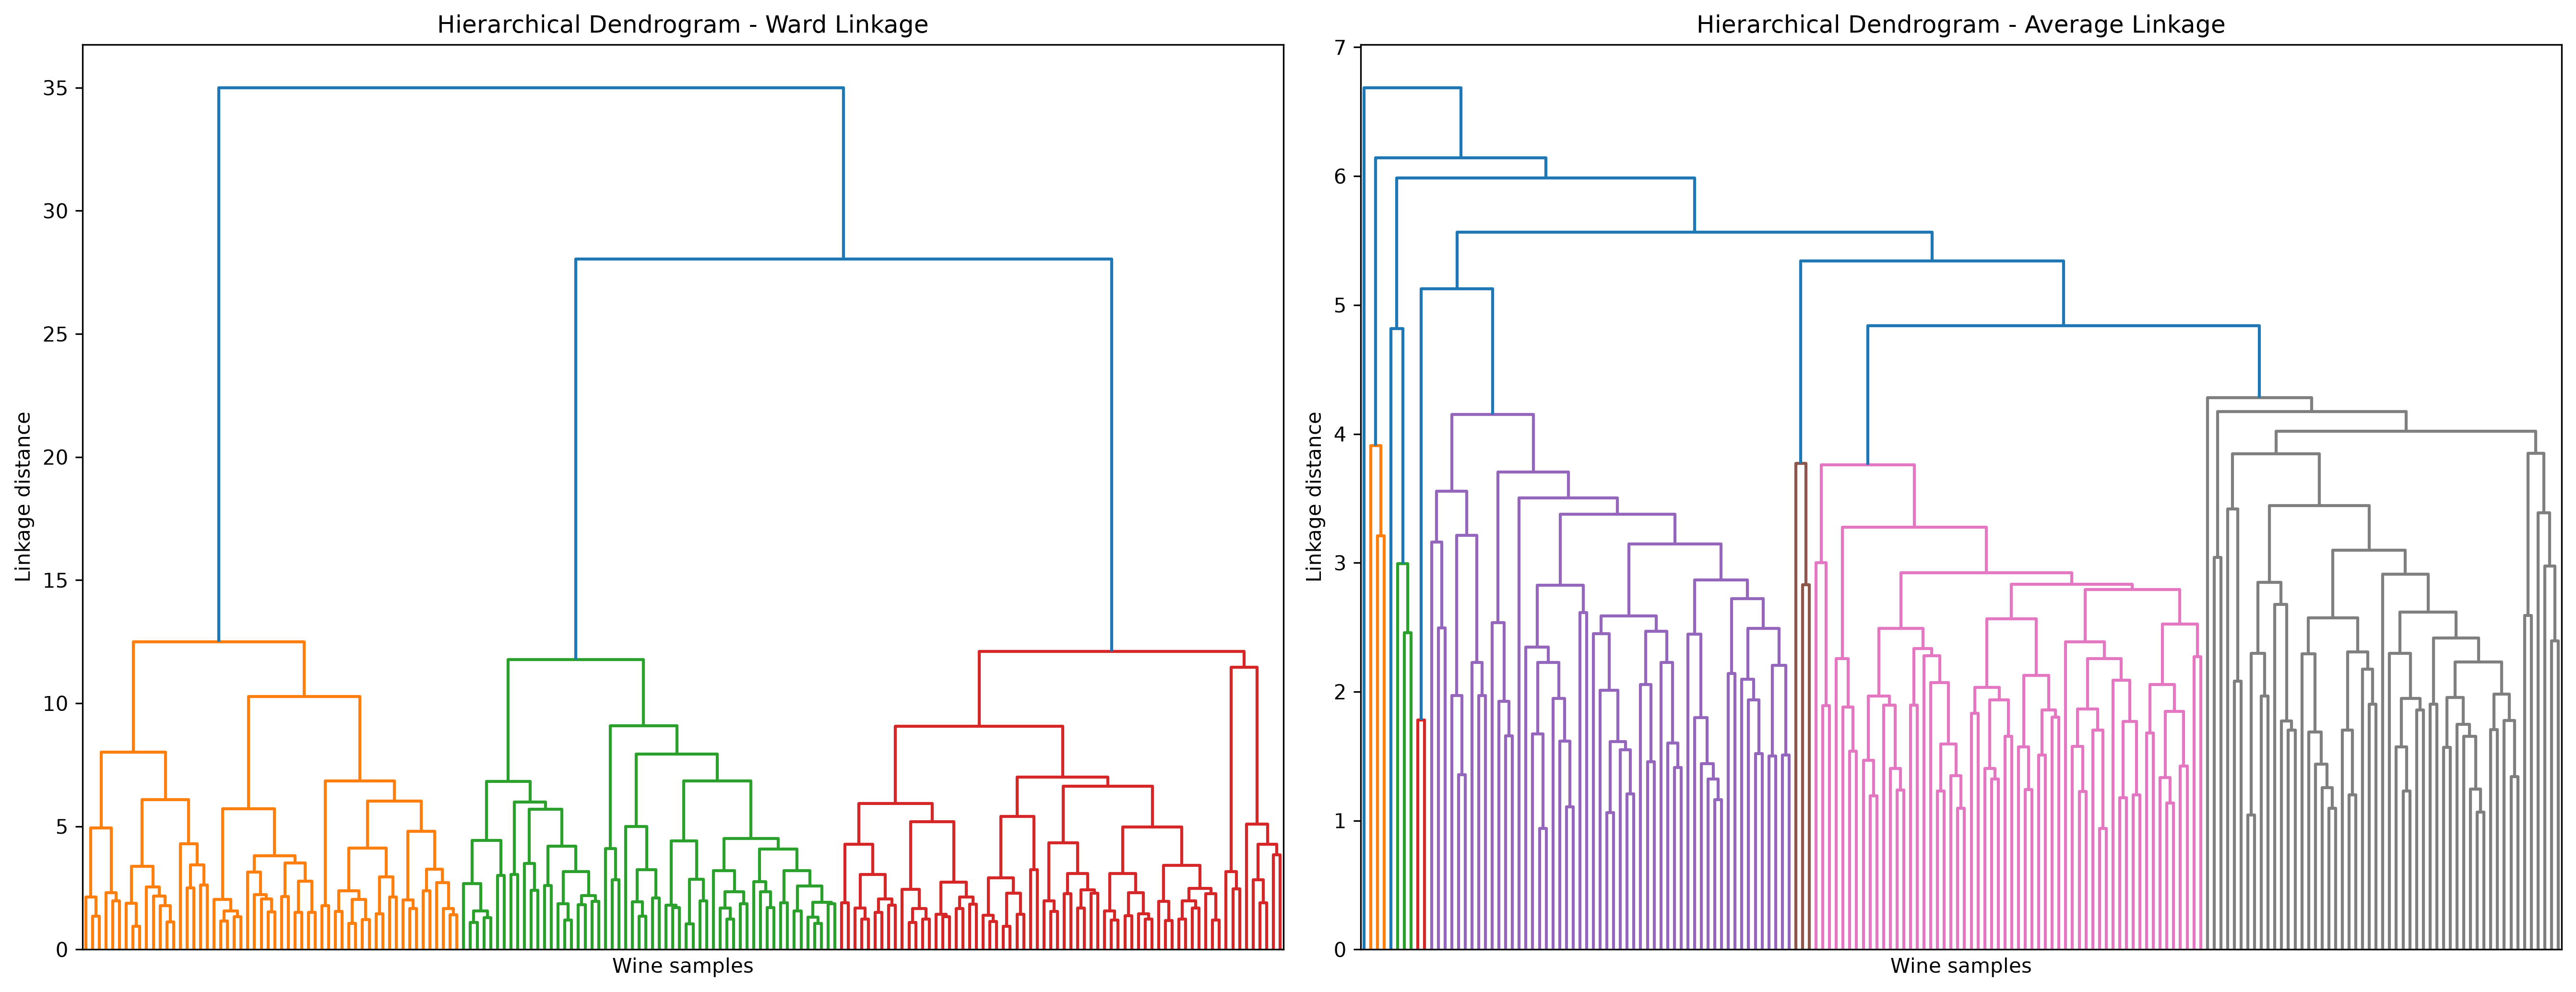 Hierarchical Dendrogram - Ward Linkage
35
30
25
20
15
10
5
0
Linkage distance
Wine samples
Hierarchical Dendrogram - Average Linkage
7
6
5
4
3
2
1
0
Linkage distance
Wine samples